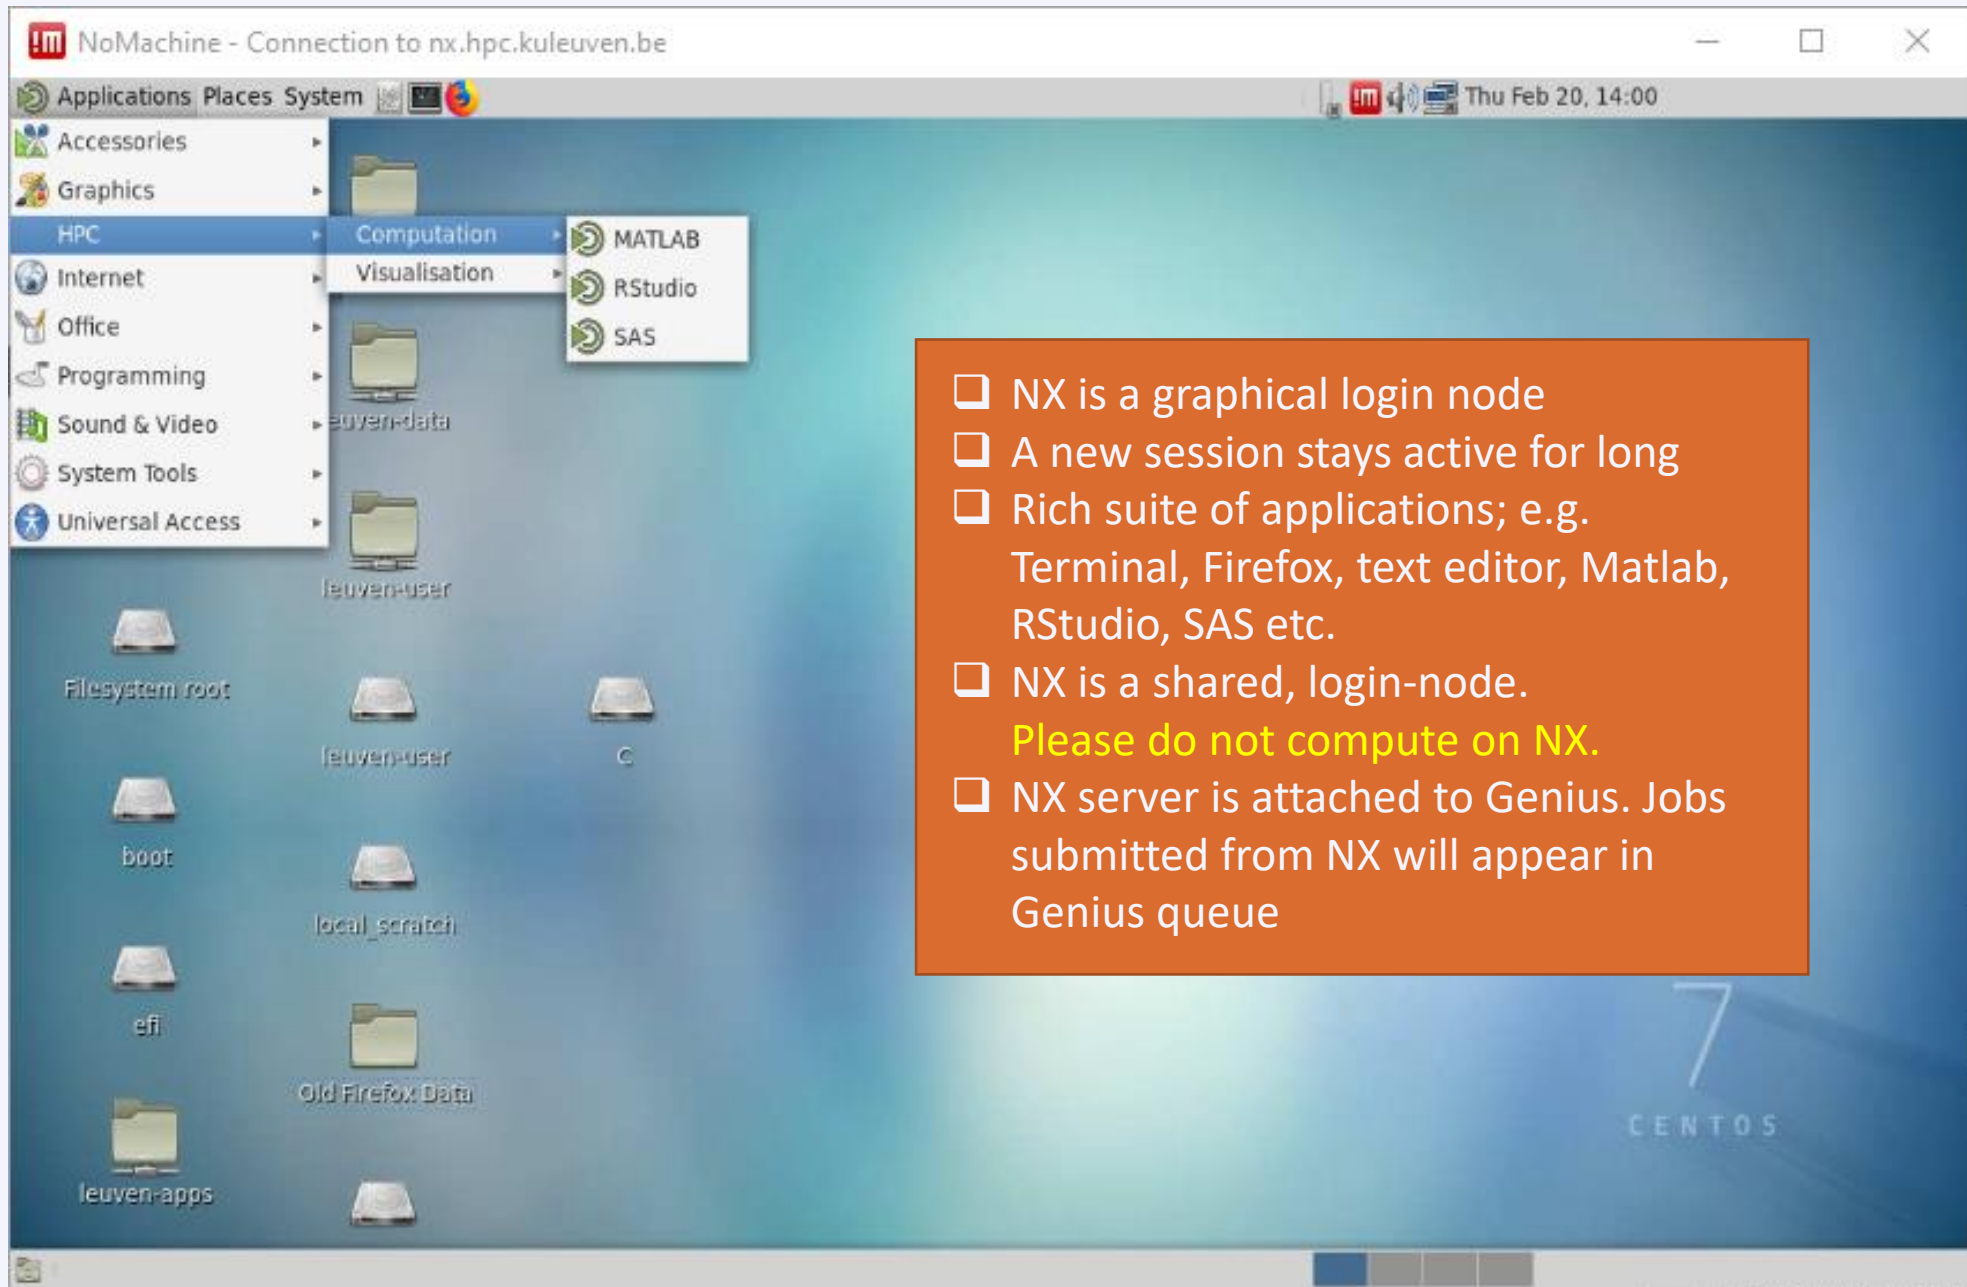 NoMachine - Connection to nx.hpc.kuleuven.be
Applications Places System
Thu Feb 20, 14:00
Accessories
Graphics
HPC
Internet
Office
Programming
Sound & Video
System Tools
Universal Access
Computation
Visualisation
MATLAB
RStudio
SAS
euven-data
leuven-user
Filesystem root
leuven-user
C
boot
local_scratch
efi
Old Firefox Data
leuven-apps
NX is a graphical login node
A new session stays active for long
Rich suite of applications; e.g.
Terminal, Firefox, text editor, Matlab,
RStudio, SAS etc.
NX is a shared, login-node.
Please do not compute on NX.
NX server is attached to Genius. Jobs
submitted from NX will appear in
Genius queue
7
CENTOS